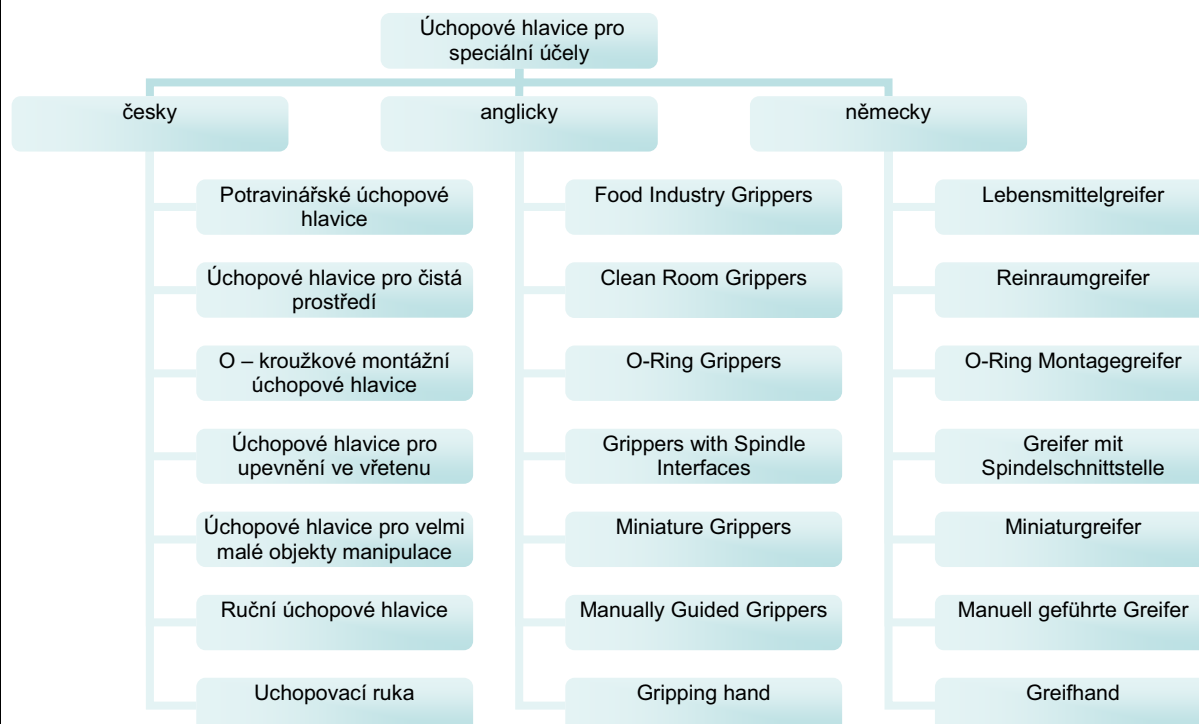 Úchopové hlavice pro
speciální účely
česky
Potravinářské úchopové
hlavice
Úchopové hlavice pro čistá
prostředí
O – kroužkové montážní
úchopové hlavice
Úchopové hlavice pro
upevnění ve vřetenu
Úchopové hlavice pro velmi
malé objekty manipulace
Ruční úchopové hlavice
Uchopovací ruka
anglicky
Food Industry Grippers
Clean Room Grippers
O-Ring Grippers
Grippers with Spindle
Interfaces
Miniature Grippers
Manually Guided Grippers
Gripping hand
německy
Lebensmittelgreifer
Reinraumgreifer
O-Ring Montagegreifer
Greifer mit
Spindelschnittstelle
Miniaturgreifer
Manuell geführte Greifer
Greifhand